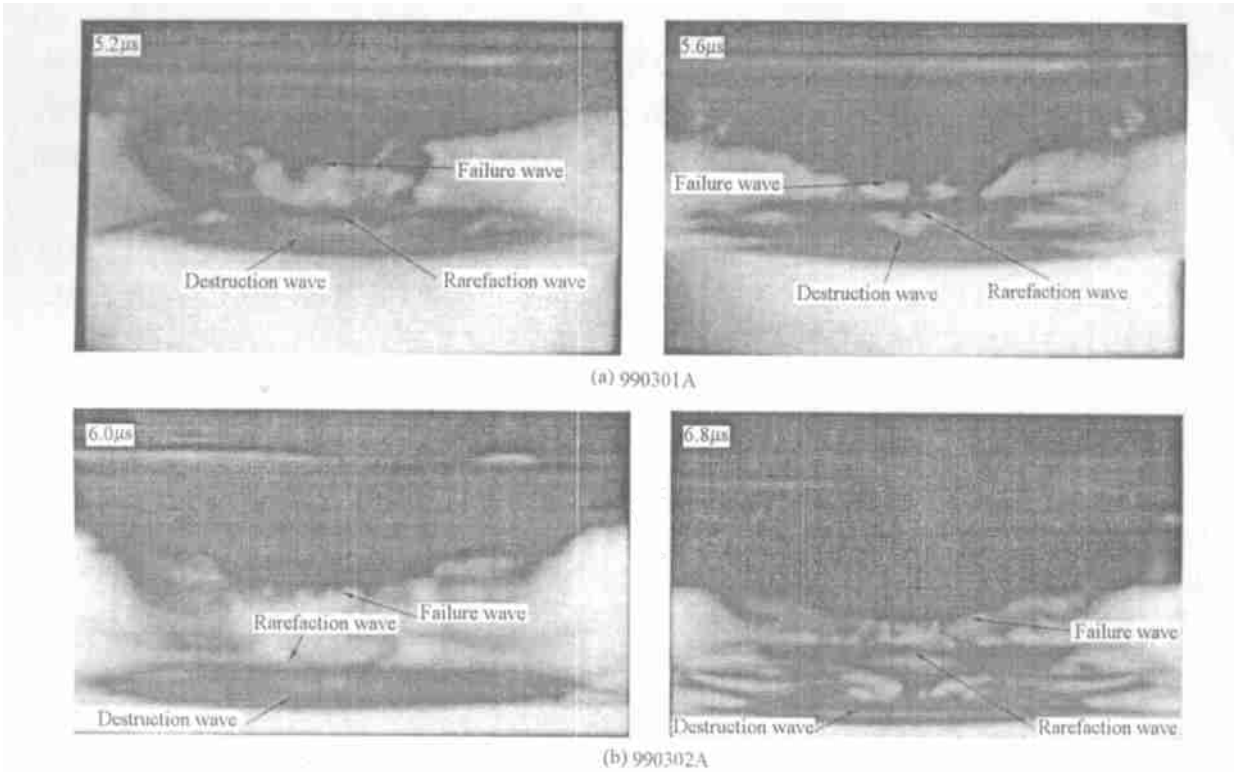 5.2μs
Failure wave
Destruction wave
Rarefaction wave
5.6μs
Failure wave
Destruction wave
Rarefaction wave
(a) 990301A
6.0μs
Failure wave
Rarefaction wave
Destruction wave
6.8μs
Failure wave
Destruction wave
Rarefaction wave
(b) 990302A